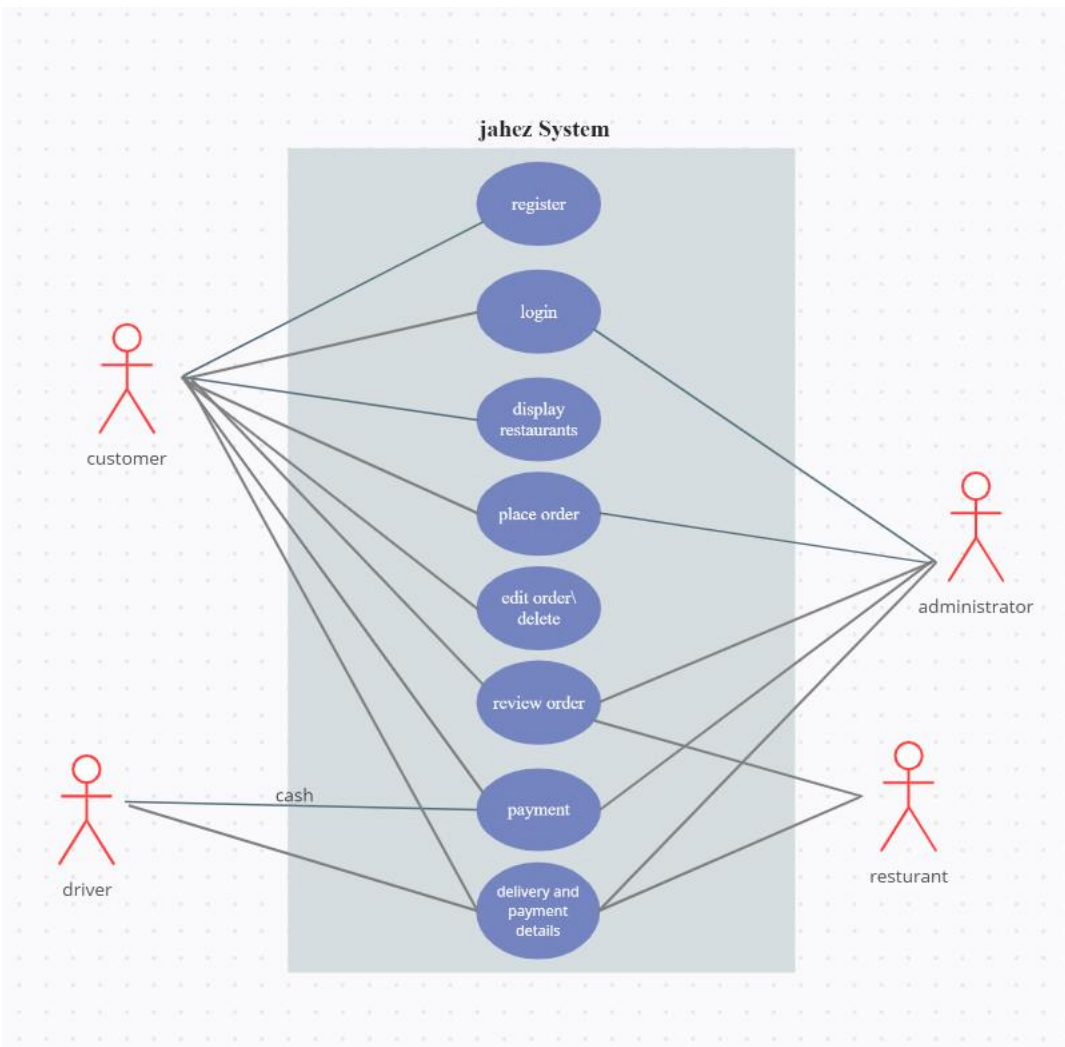 jahez System
register
login
display
restaurants
place order
edit order\
delete
review order
payment
delivery and
payment
details
customer
driver
cash
administrator
resturant